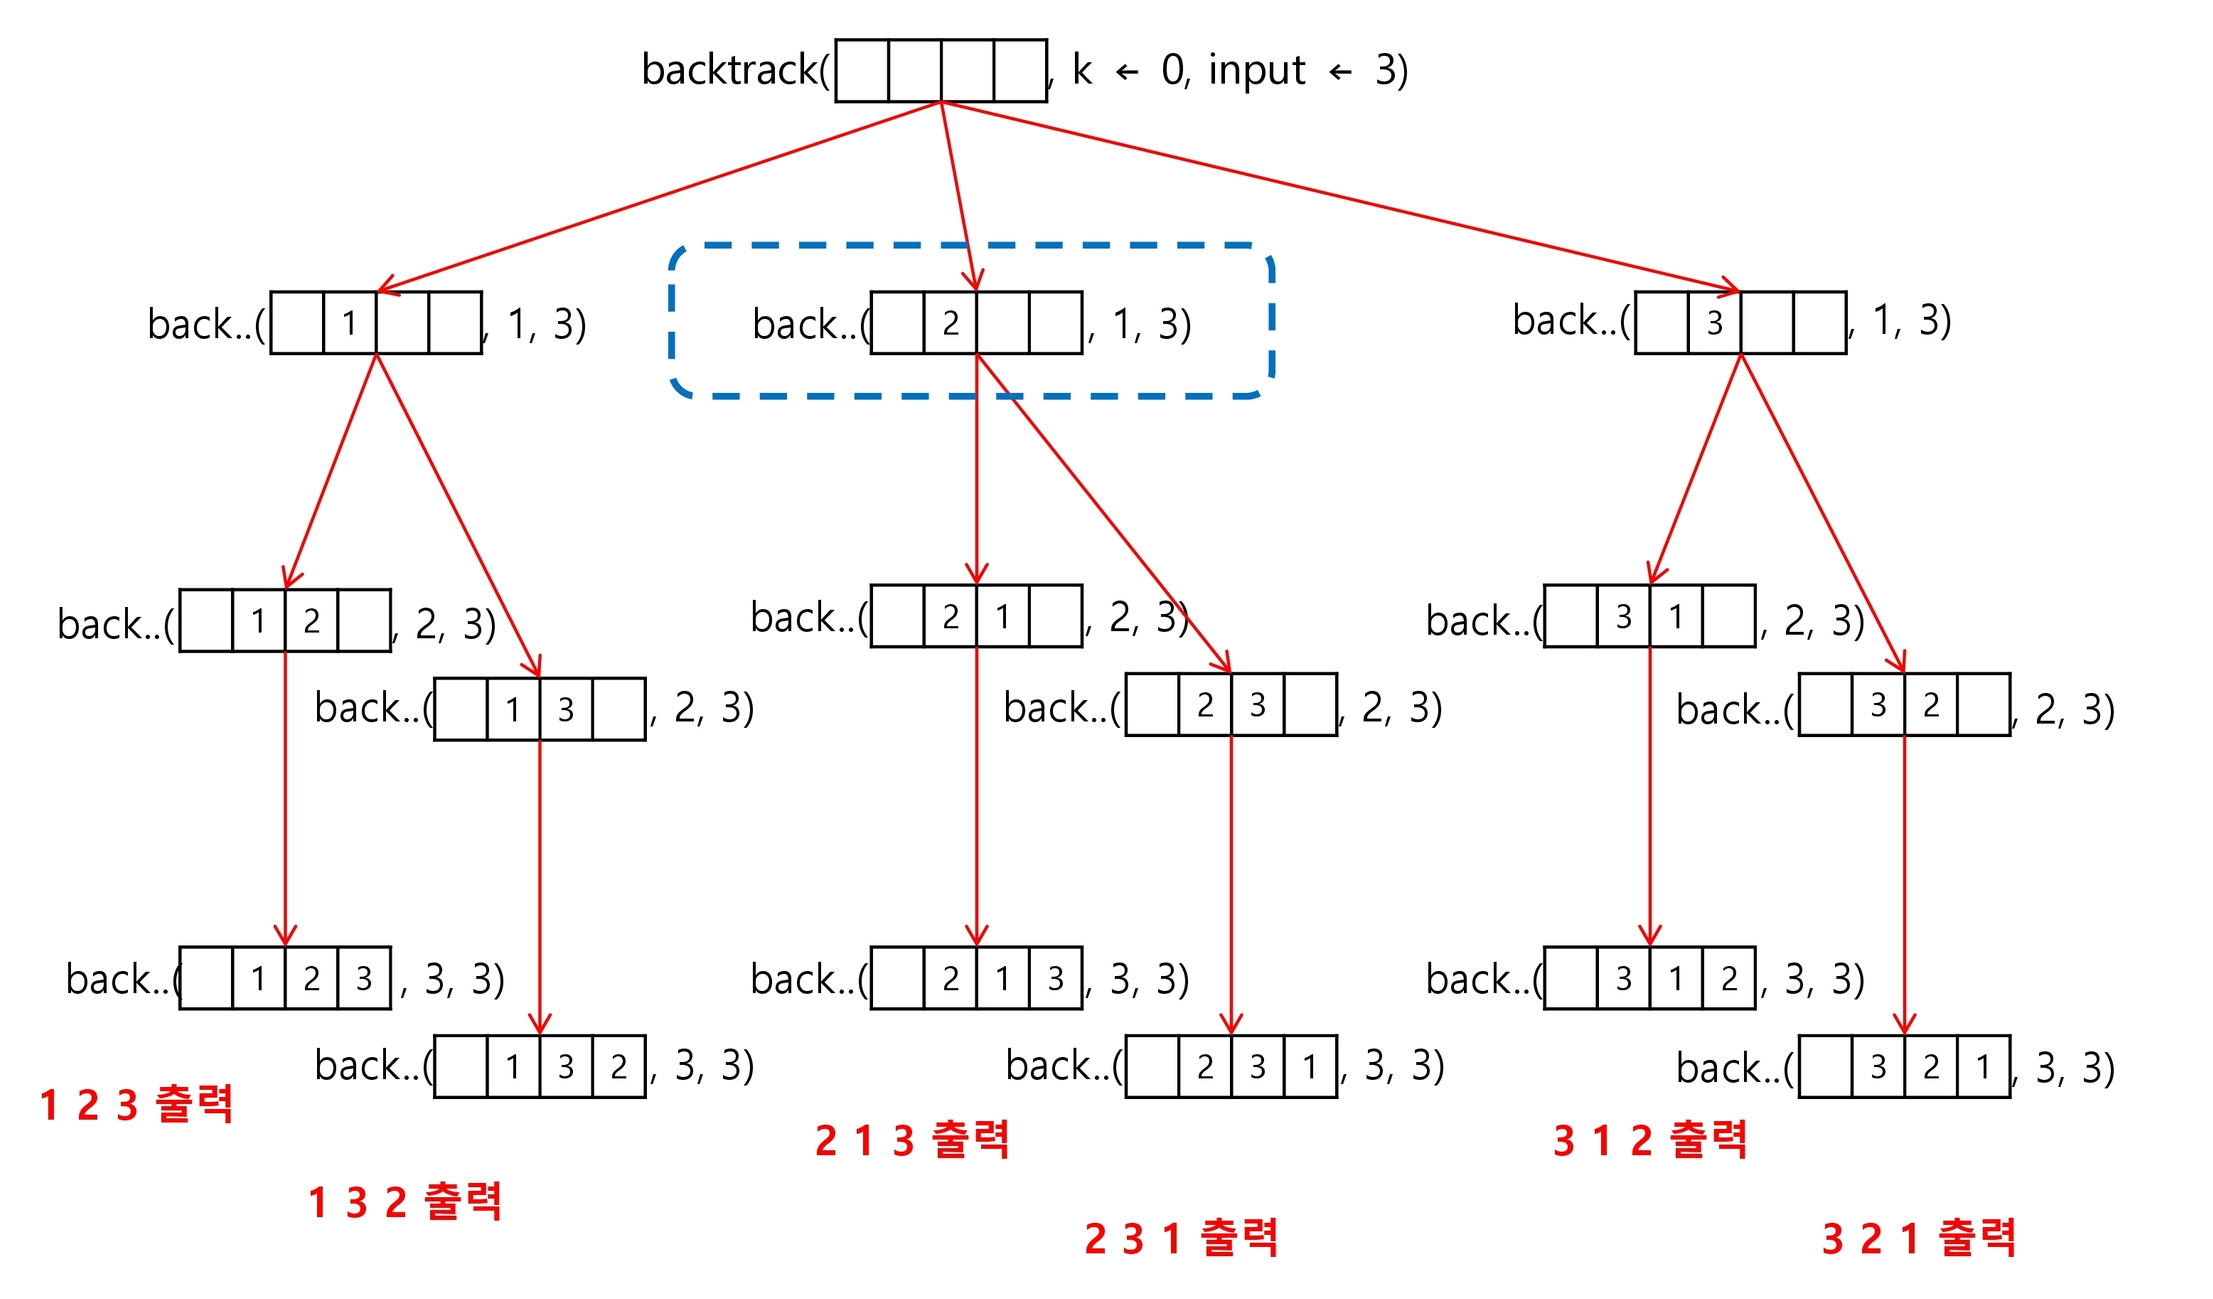 backtrack( , k ← 0, input ← 3)
back..( 1 , 1, 3)
back..( 2 , 1, 3)
back..( 3 , 1, 3)
back..( 1 2 , 2, 3)
back..( 1 3 , 2, 3)
back..( 2 1 , 2, 3)
back..( 2 3 , 2, 3)
back..( 3 1 , 2, 3)
back..( 3 2 , 2, 3)
back..( 1 2 3 , 3, 3)
back..( 1 3 2 , 3, 3)
back..( 2 1 3 , 3, 3)
back..( 2 3 1 , 3, 3)
back..( 3 1 2 , 3, 3)
back..( 3 2 1 , 3, 3)
1 2 3 출력
1 3 2 출력
2 1 3 출력
2 3 1 출력
3 1 2 출력
3 2 1 출력